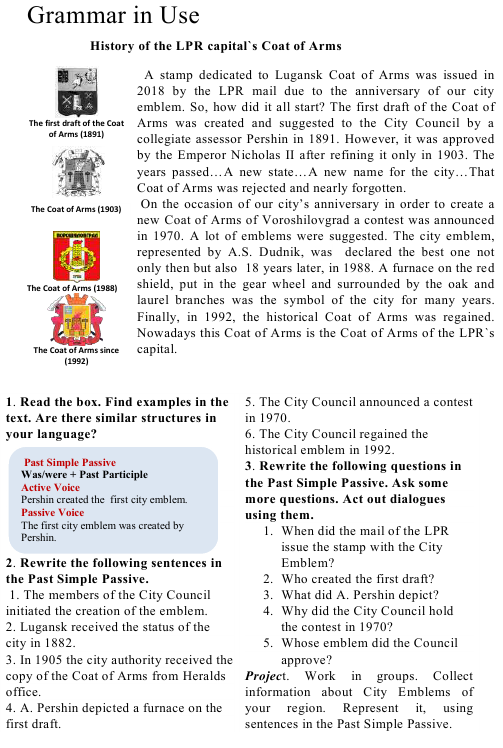 Grammar in Use
History of the LPR capital`s Coat of Arms
The first draft of the Coat
of Arms (1891)
The Coat of Arms (1903)
ВОРОШИЛОВГРАД
The Coat of Arms (1988)
The Coat of Arms since
(1992)
A stamp dedicated to Lugansk Coat of Arms was issued in
2018 by the LPR mail due to the anniversary of our city
emblem. So, how did it all start? The first draft of the Coat of
Arms was created and suggested to the City Council by a
collegiate assessor Pershin in 1891. However, it was approved
by the Emperor Nicholas II after refining it only in 1903. The
years passed…A new state…A new name for the city…That
Coat of Arms was rejected and nearly forgotten.
On the occasion of our city’s anniversary in order to create a
new Coat of Arms of Voroshilovgrad a contest was announced
in 1970. A lot of emblems were suggested. The city emblem,
represented by A.S. Dudnik, was declared the best one not
only then but also 18 years later, in 1988. A furnace on the red
shield, put in the gear wheel and surrounded by the oak and
laurel branches was the symbol of the city for many years.
Finally, in 1992, the historical Coat of Arms was regained.
Nowadays this Coat of Arms is the Coat of Arms of the LPR`s
capital.
1. Read the box. Find examples in the
text. Are there similar structures in
your language?
Past Simple Passive
Was/were + Past Participle
Active Voice
Pershin created the first city emblem.
Passive Voice
The first city emblem was created by
Pershin.
2. Rewrite the following sentences in
the Past Simple Passive.
1. The members of the City Council
initiated the creation of the emblem.
2. Lugansk received the status of the
city in 1882.
3. In 1905 the city authority received the
copy of the Coat of Arms from Heralds
office.
4. A. Pershin depicted a furnace on the
first draft.
5. The City Council announced a contest
in 1970.
6. The City Council regained the
historical emblem in 1992.
3. Rewrite the following questions in
the Past Simple Passive. Ask some
more questions. Act out dialogues
using them.
1. When did the mail of the LPR
issue the stamp with the City
Emblem?
2. Who created the first draft?
3. What did A. Pershin depict?
4. Why did the City Council hold
the contest in 1970?
5. Whose emblem did the Council
approve?
Project. Work in groups. Collect
information about City Emblems of
your region. Represent it, using
sentences in the Past Simple Passive.